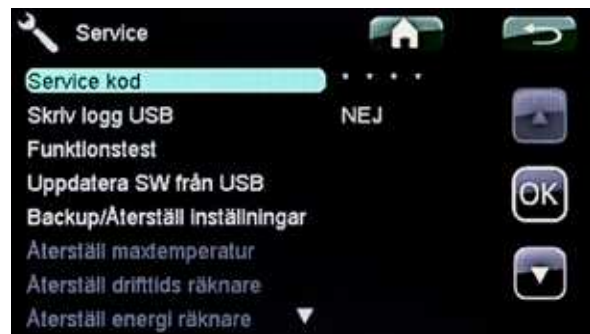 Service
Service kod * * * *
Skriv logg USB NEJ
Funktionstest
Uppdatera SW från USB
OK
Backup/Återställ inställningar
Återställ maxtemperatur
Återställ drifttids räknare
Återställ energi räknare